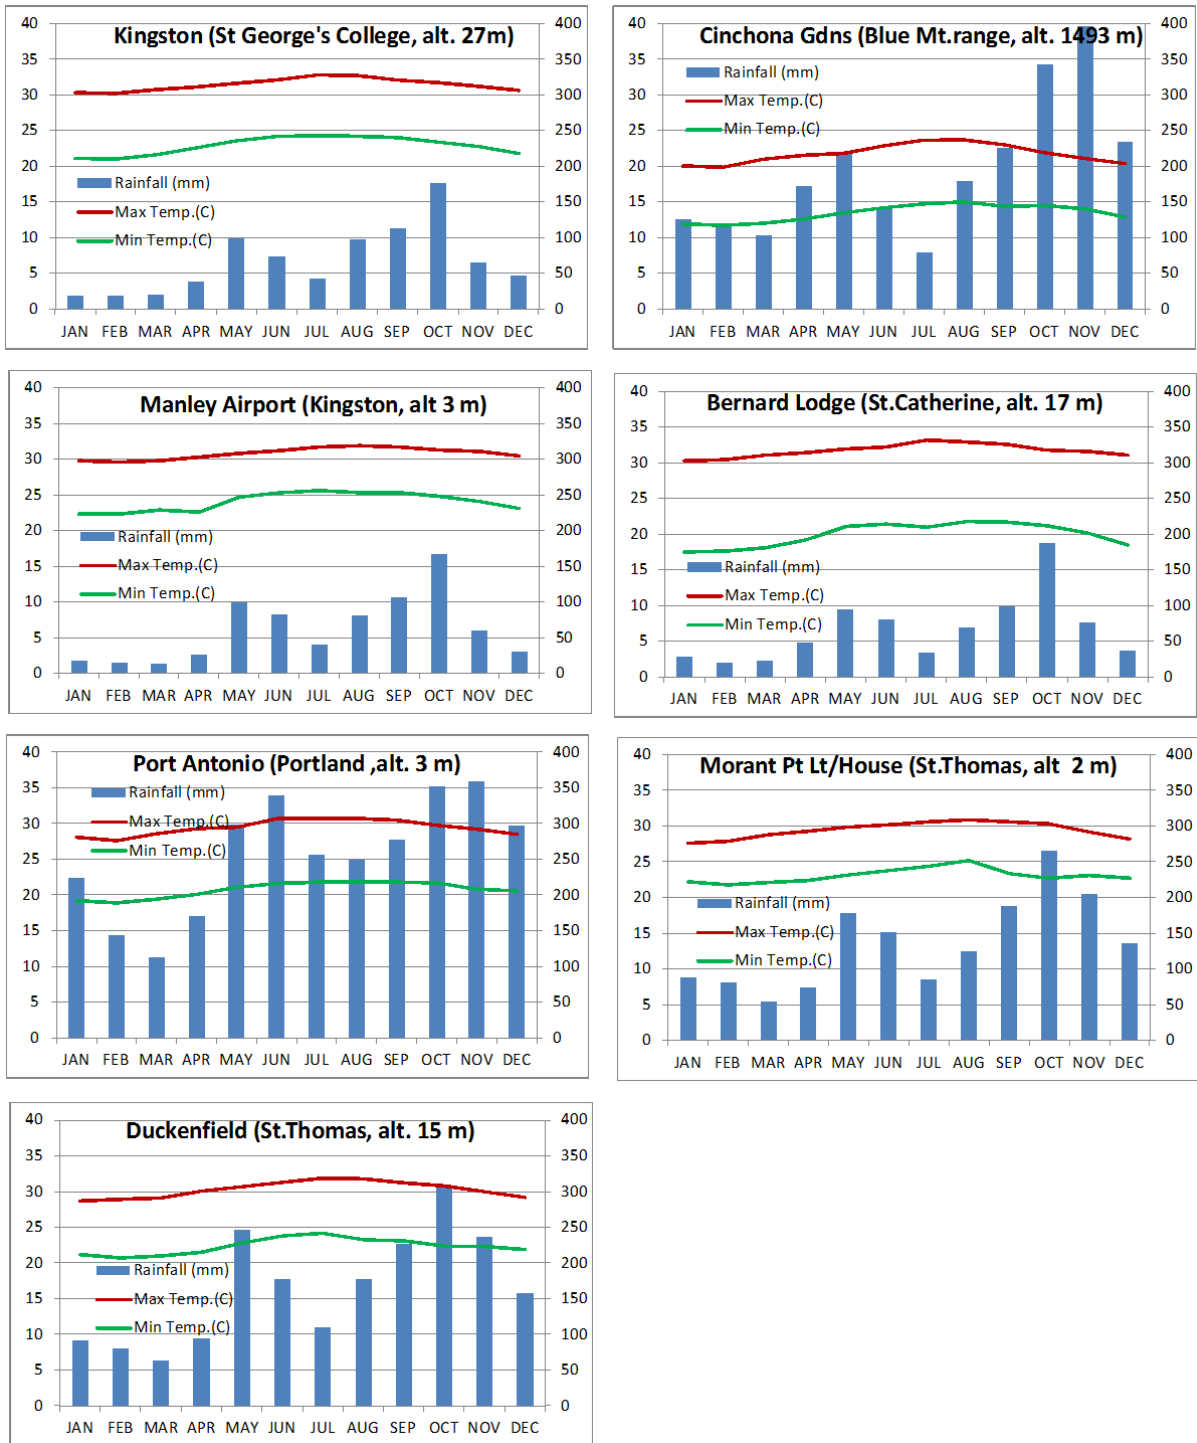 Kingston (St George's College, alt. 27m)
40 400
35 350
30 300
25 250
20 200
15 150
10 100
5 50
0 0
Rainfall (mm)
Max Temp.(C)
Min Temp.(C)
JAN FEB MAR APR MAY JUN JUL AUG SEP OCT NOV DEC
Cinchona Gdns (Blue Mt.range, alt. 1493 m)
40 400
35 350
30 300
25 250
20 200
15 150
10 100
5 50
0 0
Rainfall (mm)
Max Temp.(C)
Min Temp.(C)
JAN FEB MAR APR MAY JUN JUL AUG SEP OCT NOV DEC
Manley Airport (Kingston, alt 3 m)
40 400
35 350
30 300
25 250
20 200
15 150
10 100
5 50
0 0
Rainfall (mm)
Max Temp.(C)
Min Temp.(C)
JAN FEB MAR APR MAY JUN JUL AUG SEP OCT NOV DEC
Bernard Lodge (St.Catherine, alt. 17 m)
40 400
35 350
30 300
25 250
20 200
15 150
10 100
5 50
0 0
Rainfall (mm)
Max Temp.(C)
Min Temp.(C)
JAN FEB MAR APR MAY JUN JUL AUG SEP OCT NOV DEC
Port Antonio (Portland ,alt. 3 m)
40 400
35 350
30 300
25 250
20 200
15 150
10 100
5 50
0 0
Rainfall (mm)
Max Temp.(C)
Min Temp.(C)
JAN FEB MAR APR MAY JUN JUL AUG SEP OCT NOV DEC
Morant Pt Lt/House (St.Thomas, alt 2 m)
40 400
35 350
30 300
25 250
20 200
15 150
10 100
5 50
0 0
Rainfall (mm)
Max Temp.(C)
Min Temp.(C)
JAN FEB MAR APR MAY JUN JUL AUG SEP OCT NOV DEC
Duckenfield (St.Thomas, alt. 15 m)
40 400
35 350
30 300
25 250
20 200
15 150
10 100
5 50
0 0
Rainfall (mm)
Max Temp.(C)
Min Temp.(C)
JAN FEB MAR APR MAY JUN JUL AUG SEP OCT NOV DEC